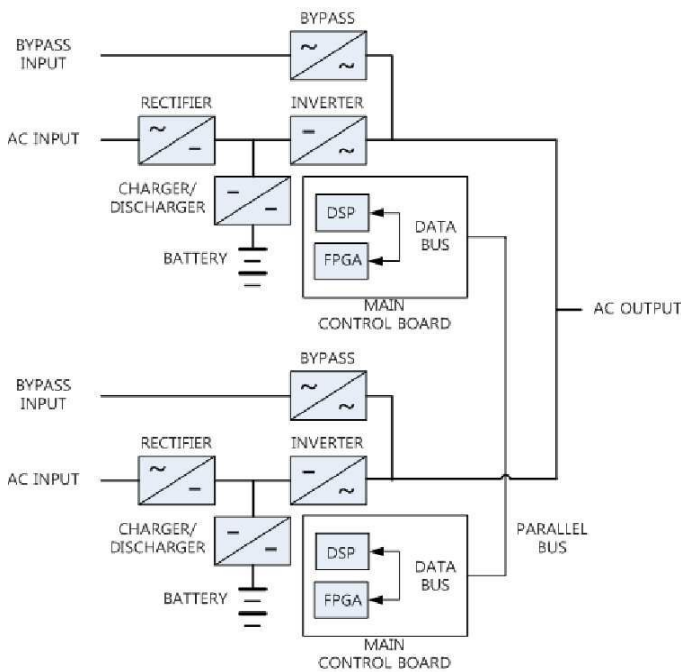 BYPASS
BYPASS
INPUT
~
~
RECTIFIER
INVERTER
AC INPUT
~
–
–
~
CHARGER/
DISCHARGER
–
–
DSP
DATA
BUS
FPGA
BATTERY
MAIN
CONTROL BOARD
AC OUTPUT
BYPASS
BYPASS
INPUT
~
~
RECTIFIER
INVERTER
AC INPUT
~
–
–
~
CHARGER/
DISCHARGER
–
–
PARALLEL
BUS
DSP
DATA
BUS
FPGA
BATTERY
MAIN
CONTROL BOARD